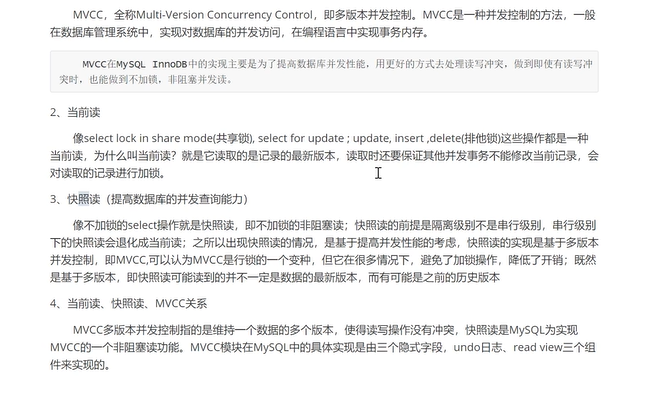 MVCC，全称Multi-Version Concurrency Control，即多版本并发控制。MVCC是一种并发控制的方法，一般
在数据库管理系统中，实现对数据库的并发访问，在编程语言中实现事务内存。
MVCC在MySQL InnoDB中的实现主要是为了提高数据库并发性能，用更好的方式去处理读写冲突，做到即使有读写冲
突时，也能做到不加锁，非阻塞并发读。
2、当前读
像select lock in share mode(共享锁), select for update ; update, insert ,delete(排他锁)这些操作都是一种
当前读，为什么叫当前读？就是它读取的是记录的最新版本，读取时还要保证其他并发事务不能修改当前记录，会
对读取的记录进行加锁。
3、快照读（提高数据库的并发查询能力）
像不加锁的select操作就是快照读，即不加锁的非阻塞读；快照读的前提是隔离级别不是串行级别，串行级别
下的快照读会退化成当前读；之所以出现快照读的情况，是基于提高并发性能的考虑，快照读的实现是基于多版本
并发控制，即MVCC,可以认为MVCC是行锁的一个变种，但它在很多情况下，避免了加锁操作，降低了开销；既然
是基于多版本，即快照读可能读到的并不一定是数据的最新版本，而有可能是之前的历史版本
4、当前读、快照读、MVCC关系
MVCC多版本并发控制指的是维持一个数据的多个版本，使得读写操作没有冲突，快照读是MySQL为实现
MVCC的一个非阻塞读功能。MVCC模块在MySQL中的具体实现是由三个隐式字段，undo日志、read view三个组
件来实现的。